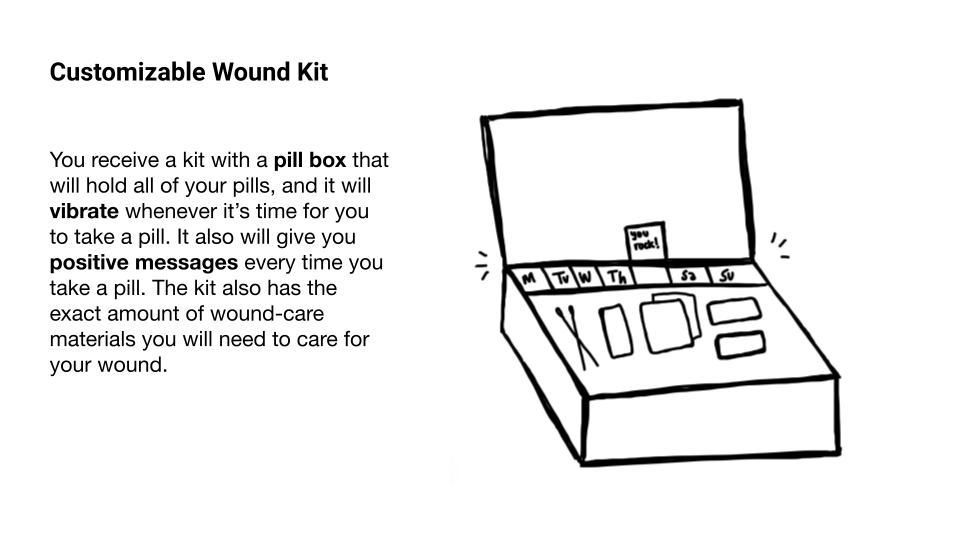 Customizable Wound Kit
You receive a kit with a pill box that
will hold all of your pills, and it will
vibrate whenever it’s time for you
to take a pill. It also will give you
positive messages every time you
take a pill. The kit also has the
exact amount of wound-care
materials you will need to care for
your wound.
you
rock!
M Tu W Th Sa Su